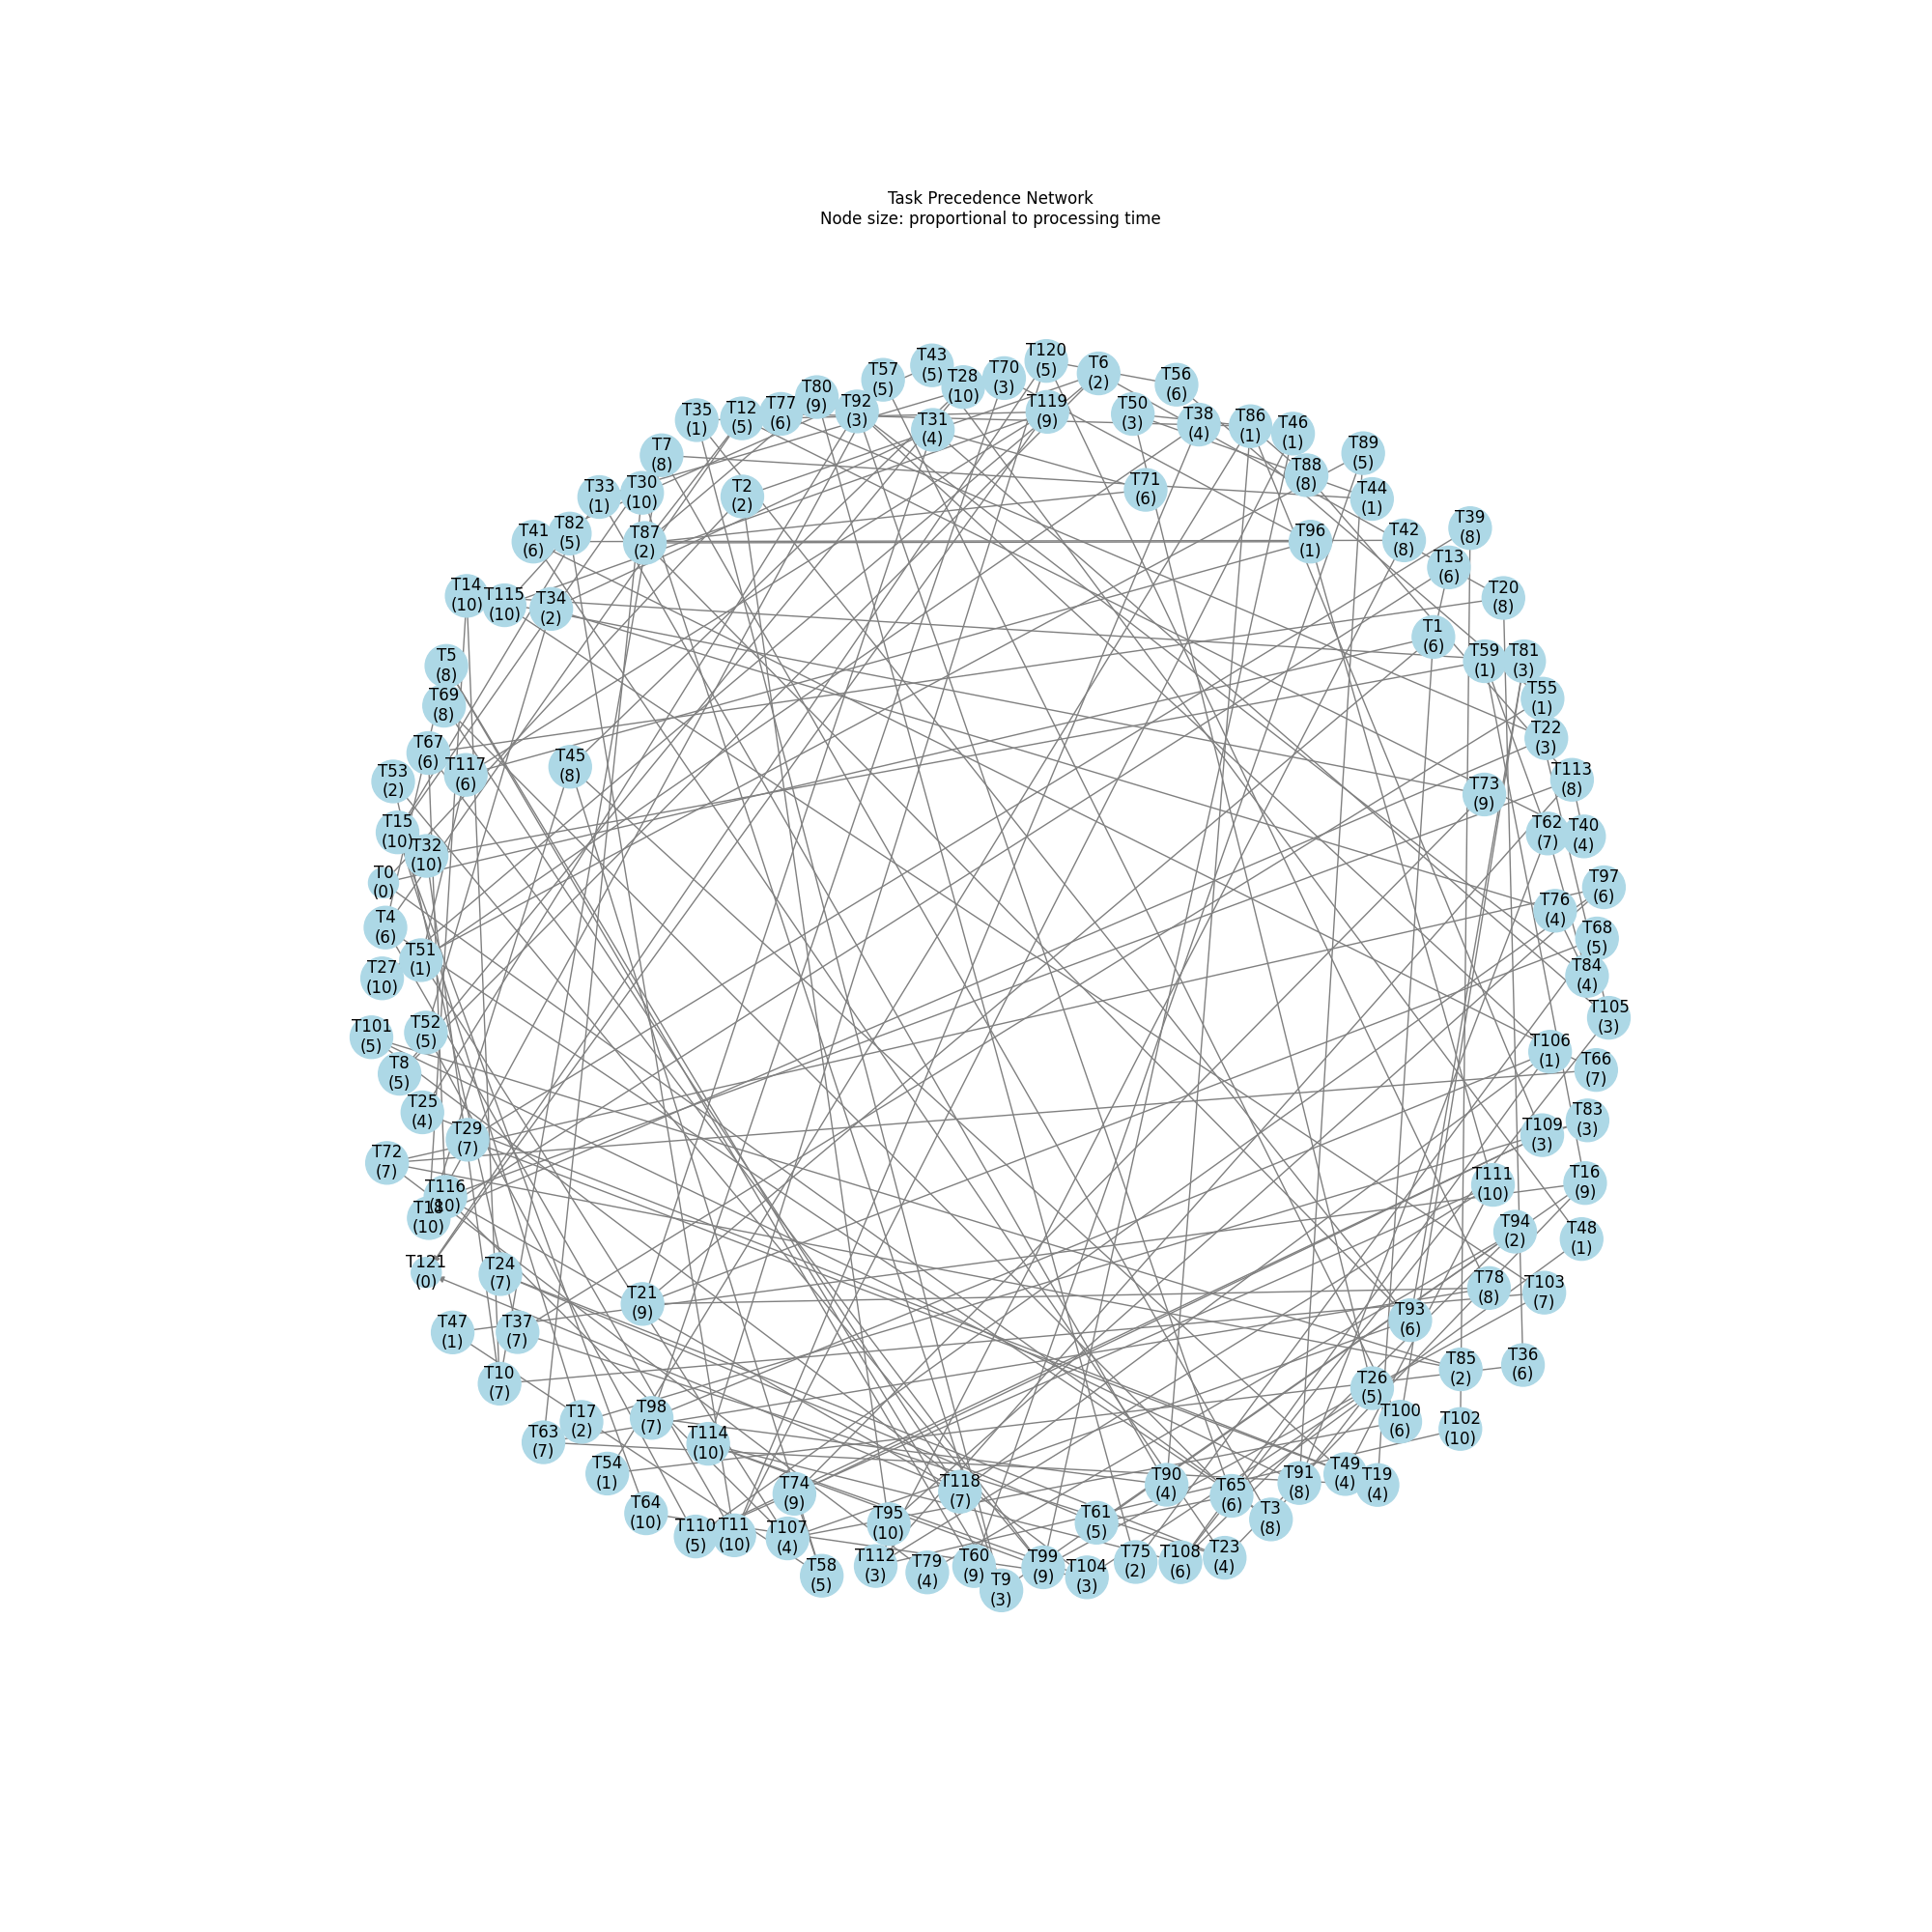 Task Precedence Network
Node size: proportional to processing time
T120
(5)
T43
(5)
T6
(2)
T57
(5)
T28
(10)
T70
(3)
T56
(6)
T80
(9)
T92
(3)
T119
(9)
T35
(1)
T12
(5)
T77
(6)
T31
(4)
T50
(3)
T38
(4)
T86
(1)
T46
(1)
T7
(8)
T89
(5)
T33
(1)
T30
(10)
T2
(2)
T71
(6)
T88
(8)
T44
(1)
T41
(6)
T82
(5)
T87
(2)
T96
(1)
T42
(8)
T39
(8)
T13
(6)
T14
(10)
T115
(10)
T34
(2)
T20
(8)
T1
(6)
T5
(8)
T59
(1)
T81
(3)
T69
(8)
T55
(1)
T67
(6)
T22
(3)
T53
(2)
T117
(6)
T45
(8)
T73
(9)
T113
(8)
T15
(10)
T32
(10)
T62
(7)
T40
(4)
T0
(0)
T97
(6)
T4
(6)
T76
(4)
T51
(1)
T68
(5)
T27
(10)
T84
(4)
T101
(5)
T52
(5)
T105
(3)
T8
(5)
T106
(1)
T66
(7)
T25
(4)
T29
(7)
T109
(3)
T83
(3)
T72
(7)
T116
(10)
T111
(10)
T16
(9)
(10)
T94
(2)
T48
(1)
T121
(0)
T24
(7)
T21
(9)
T78
(8)
T103
(7)
T47
(1)
T37
(7)
T93
(6)
T10
(7)
T26
(5)
T85
(2)
T36
(6)
T63
(7)
T17
(2)
T98
(7)
T114
(10)
T100
(6)
T102
(10)
T54
(1)
T74
(9)
T118
(7)
T90
(4)
T65
(6)
T91
(8)
T49
(4)
T19
(4)
T64
(10)
T110
(5)
T11
(10)
T107
(4)
T95
(10)
T61
(5)
T3
(8)
T58
(5)
T112
(3)
T79
(4)
T60
(9)
T9
(3)
T99
(9)
T104
(3)
T75
(2)
T108
(6)
T23
(4)